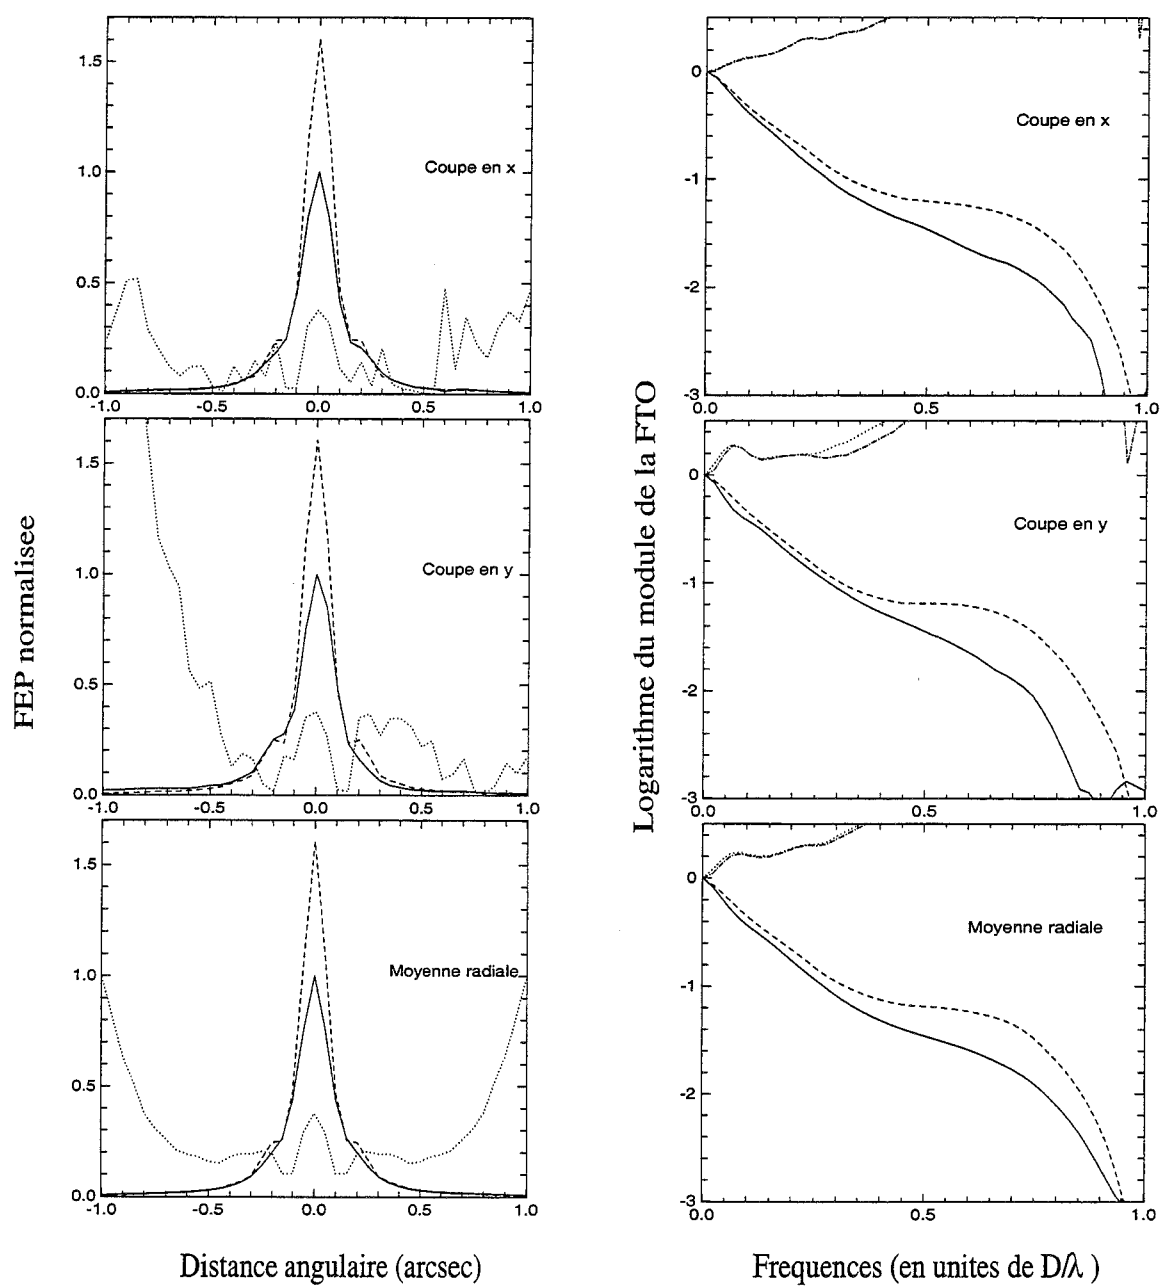 1.5
1.0
0.5
0.0
Coupe en x
-1.0 -0.5 0.0 0.5 1.0
1.5
1.0
0.5
0.0
Coupe en y
-1.0 -0.5 0.0 0.5 1.0
1.5
1.0
0.5
0.0
Moyenne radiale
-1.0 -0.5 0.0 0.5 1.0
FEP normalisee
Distance angulaire (arcsec)
0
-1
-2
-3
Coupe en x
0.0 0.5 1.0
0
-1
-2
-3
Coupe en y
0.0 0.5 1.0
0
-1
-2
-3
Moyenne radiale
0.0 0.5 1.0
Logarithme du module de la FTO
Frequences (en unites de D/λ )